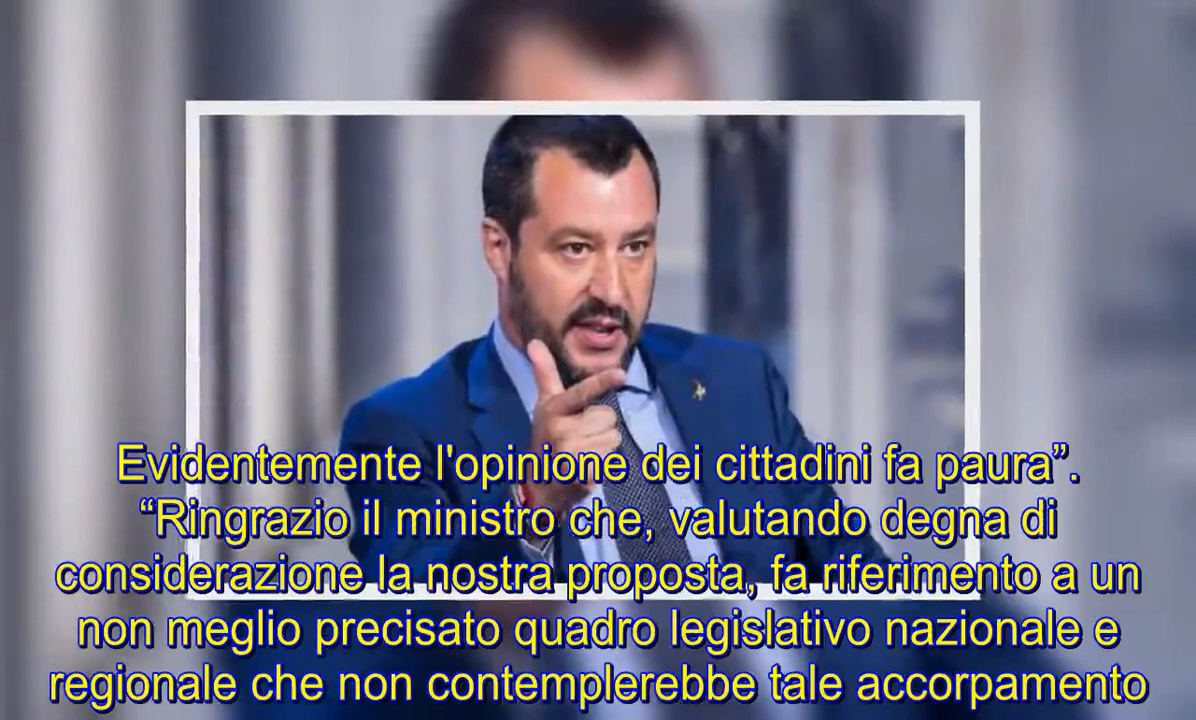 Evidentemente l'opinione dei cittadini fa paura”.
“Ringrazio il ministro che, valutando degna di
considerazione la nostra proposta, fa riferimento a un
non meglio precisato quadro legislativo nazionale e
regionale che non contemplerebbe tale accorpamento